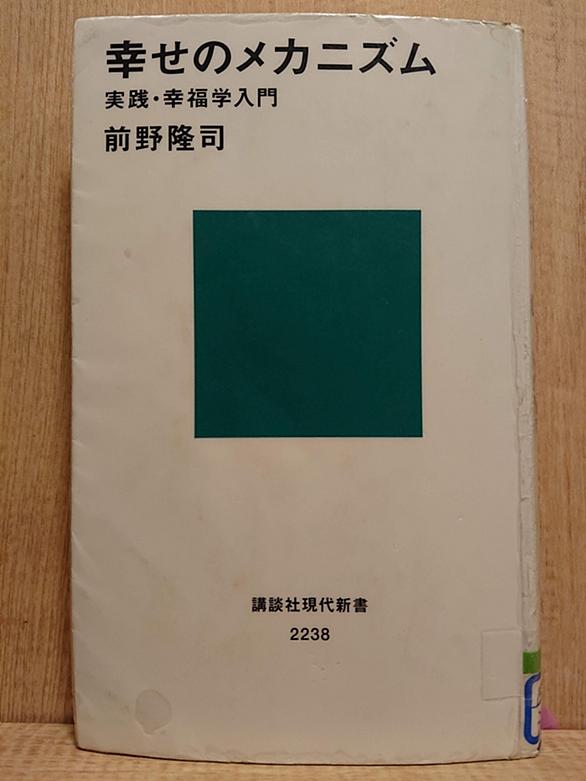 幸せのメカニズム
実践・幸福学入門
前野隆司
講談社現代新書
2238